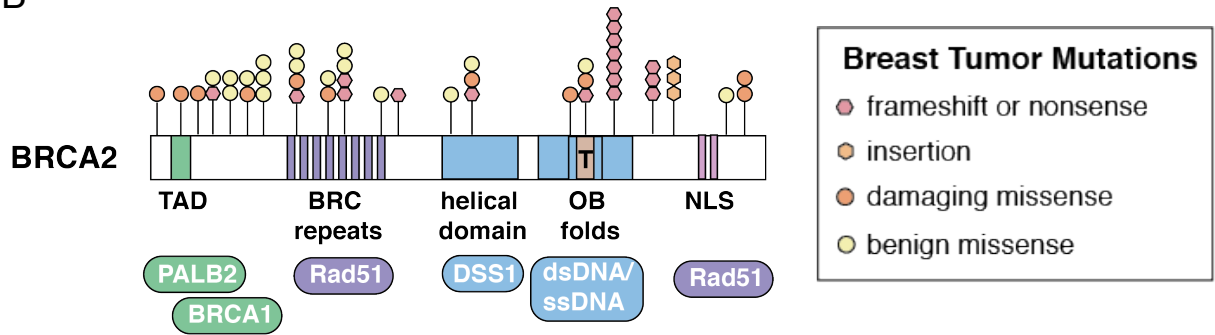 BRCA2
T
TAD
BRC
repeats
helical
domain
OB
folds
NLS
PALB2
BRCA1
Rad51
DSS1
dsDNA/
ssDNA
Rad51
Breast Tumor Mutations
frameshift or nonsense
insertion
damaging missense
benign missense